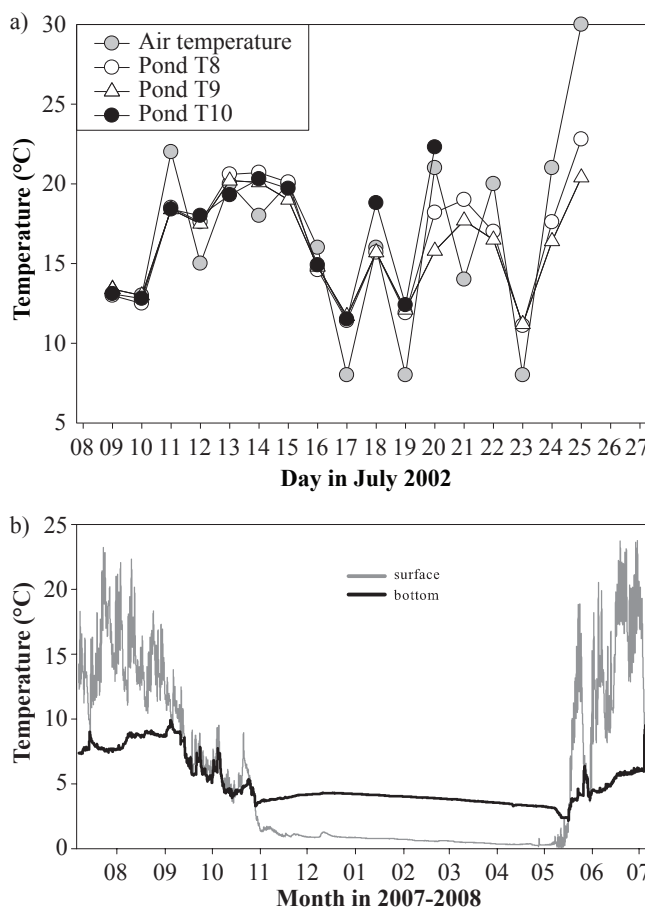 a)
30
25
20
15
10
5
Temperature (°C)
Air temperature
Pond T8
Pond T9
Pond T10
08 09 10 11 12 13 14 15 16 17 18 19 20 21 22 23 24 25 26 27
Day in July 2002
b)
25
20
15
10
5
0
Temperature (°C)
surface
bottom
08 09 10 11 12 01 02 03 04 05 06 07
Month in 2007-2008